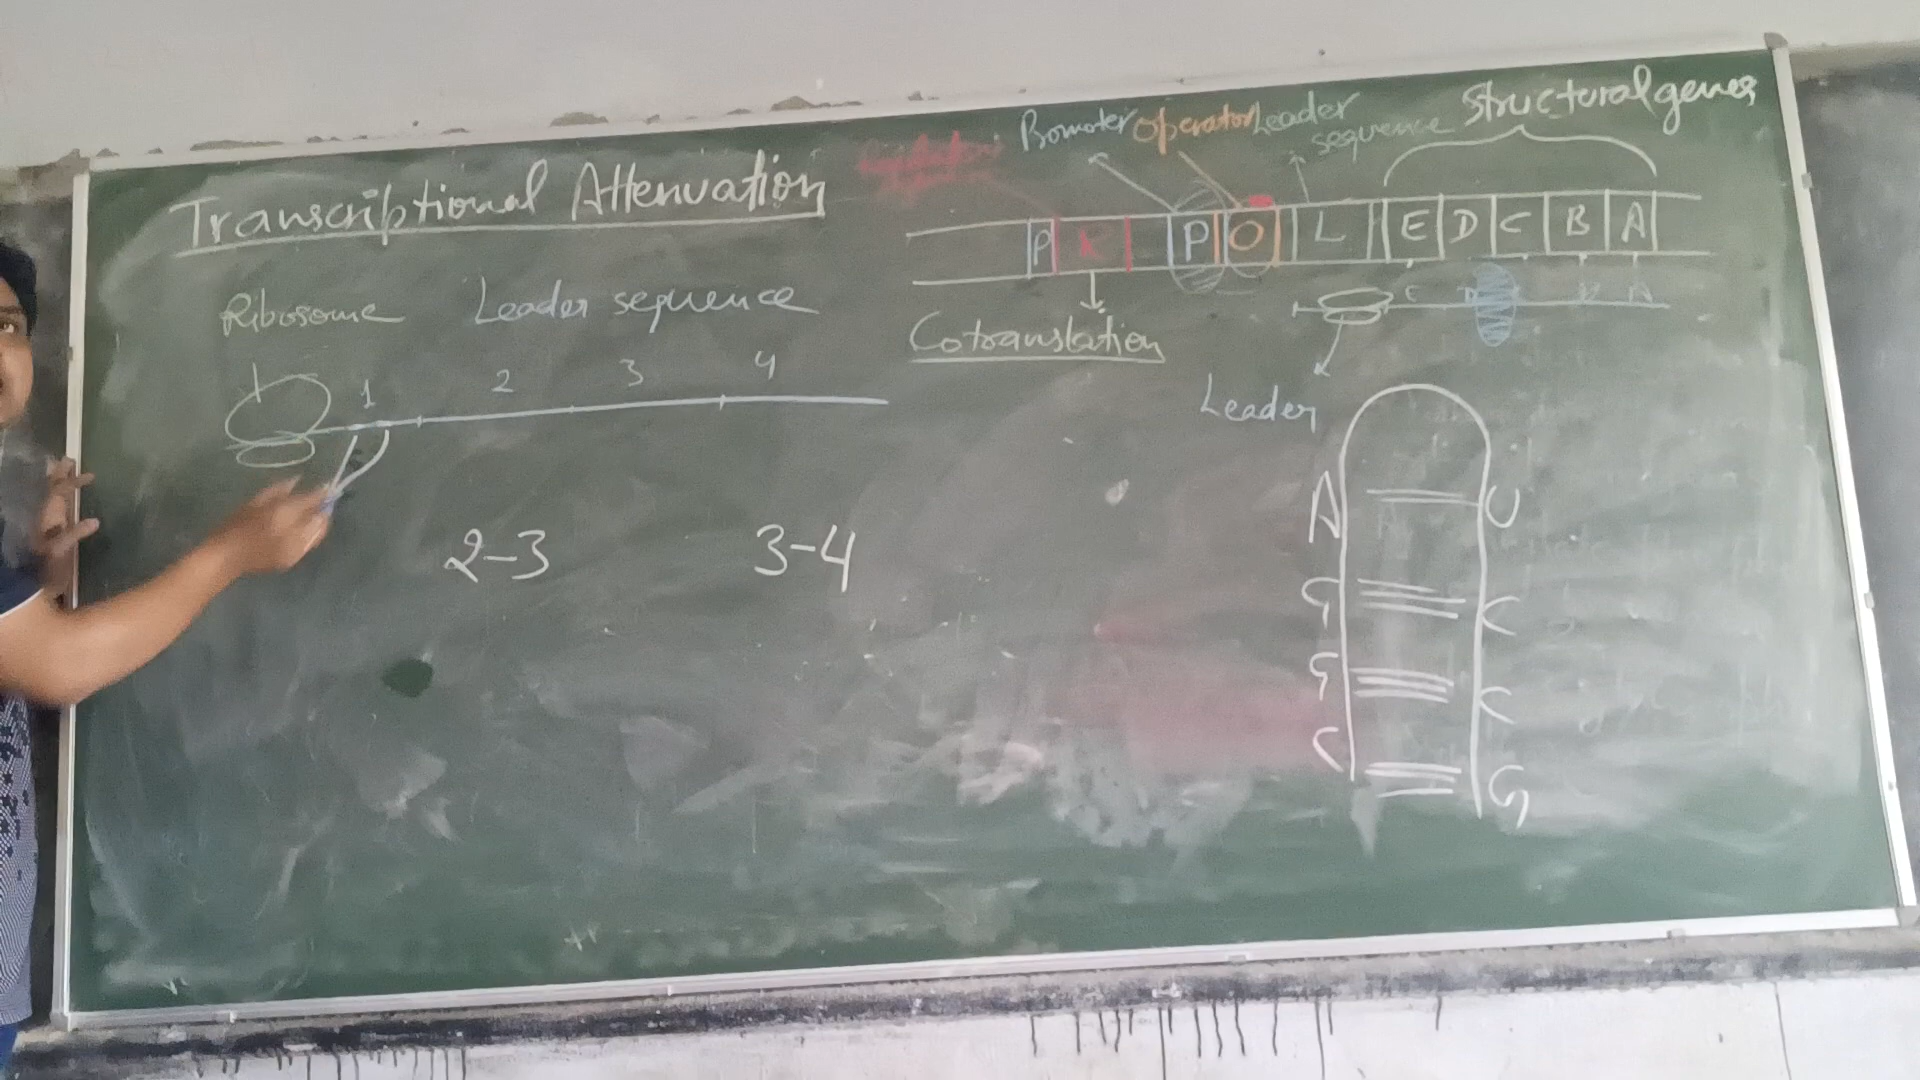 Transcriptional Attenuation
Ribosome Leader sequence
1 2 3 4
2-3 3-4
Promoter Operator Leader
sequence Structural genes
P R P O L E D C B A
Cotranslation
E D B A
Leader
A U
G C
G C
C G